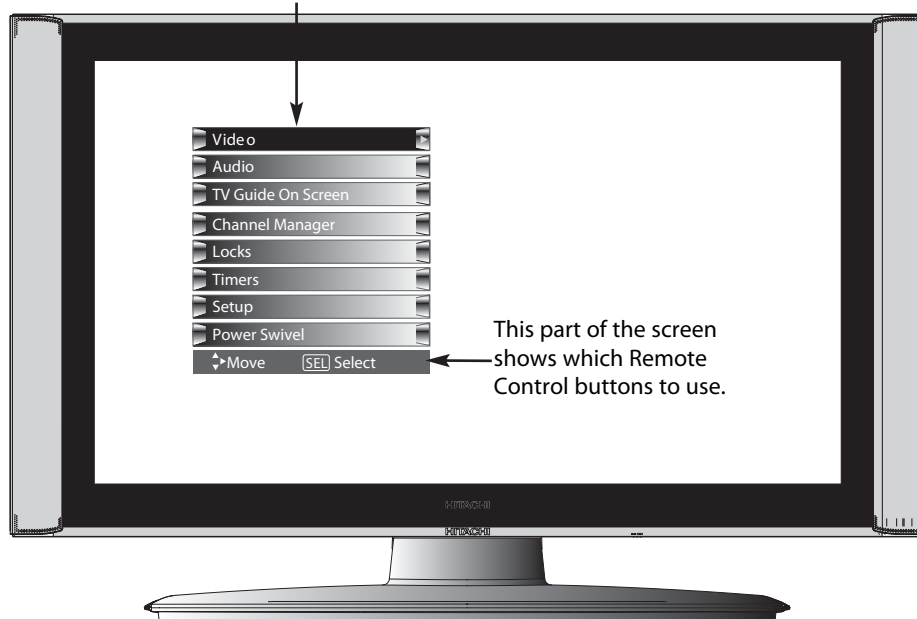 Video
Audio
TV Guide On Screen
Channel Manager
Locks
Timers
Setup
Power Swivel
Move SEL Select
This part of the screen
shows which Remote
Control buttons to use.
HITACHI
HITACHI